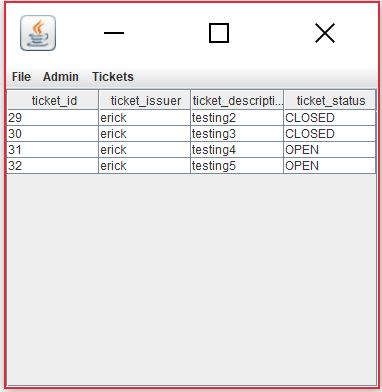 File Admin Tickets
ticket_id ticket_issuer ticket_descripti... ticket_status
29 erick testing2 CLOSED
30 erick testing3 CLOSED
31 erick testing4 OPEN
32 erick testing5 OPEN